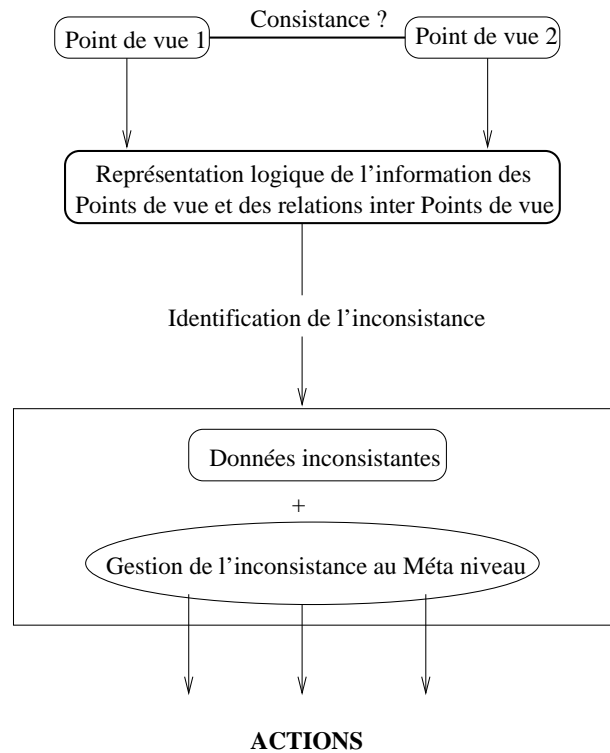 Consistance ?
Point de vue 1
Point de vue 2
Représentation logique de l'information des
Points de vue et des relations inter Points de vue
Identification de l'inconsistance
Données inconsistantes
+
Gestion de l'inconsistance au Méta niveau
ACTIONS